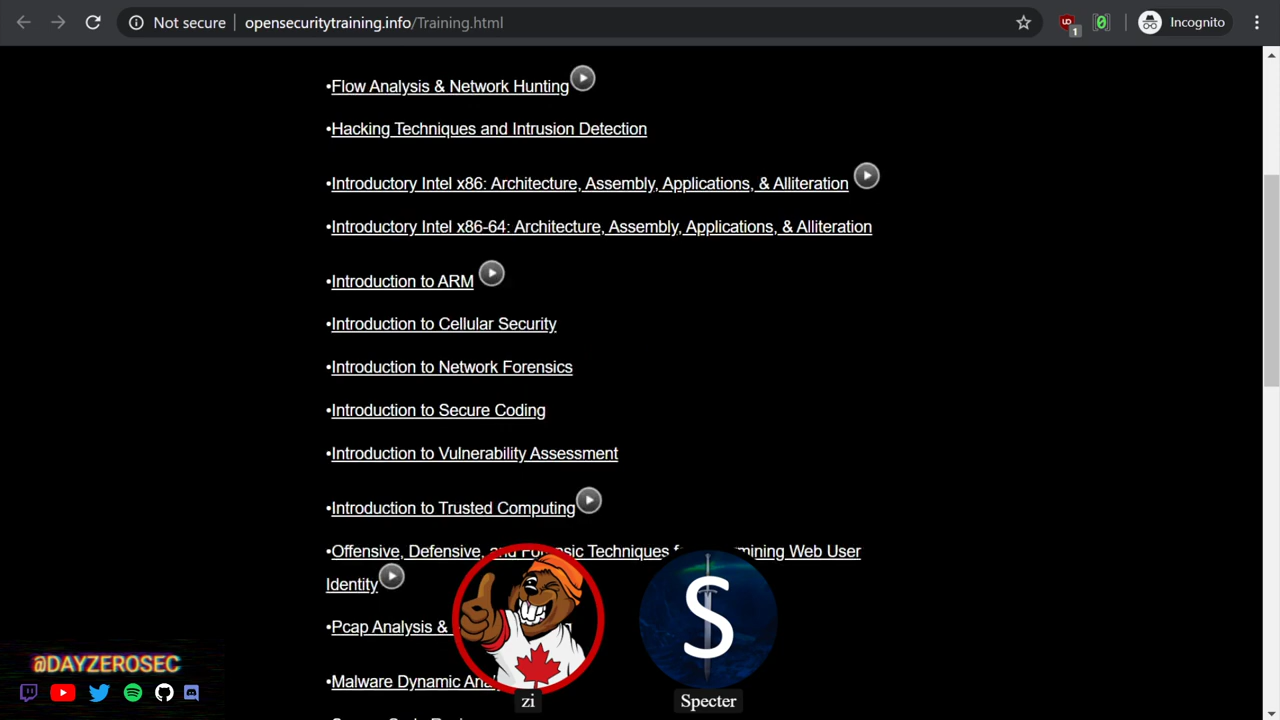 Not secure
opensecuritytraining.info/Training.html
1
Incognito
•Flow Analysis & Network Hunting
•Hacking Techniques and Intrusion Detection
•Introductory Intel x86: Architecture, Assembly, Applications, & Alliteration
•Introductory Intel x86-64: Architecture, Assembly, Applications, & Alliteration
•Introduction to ARM
•Introduction to Cellular Security
•Introduction to Network Forensics
•Introduction to Secure Coding
•Introduction to Vulnerability Assessment
•Introduction to Trusted Computing
•Offensive, Defensive, and Forensic Techniques Web User
Identity
•Pcap Analysis &
•Malware Dynamic
S
@DAYZEROSEC
zi
Specter